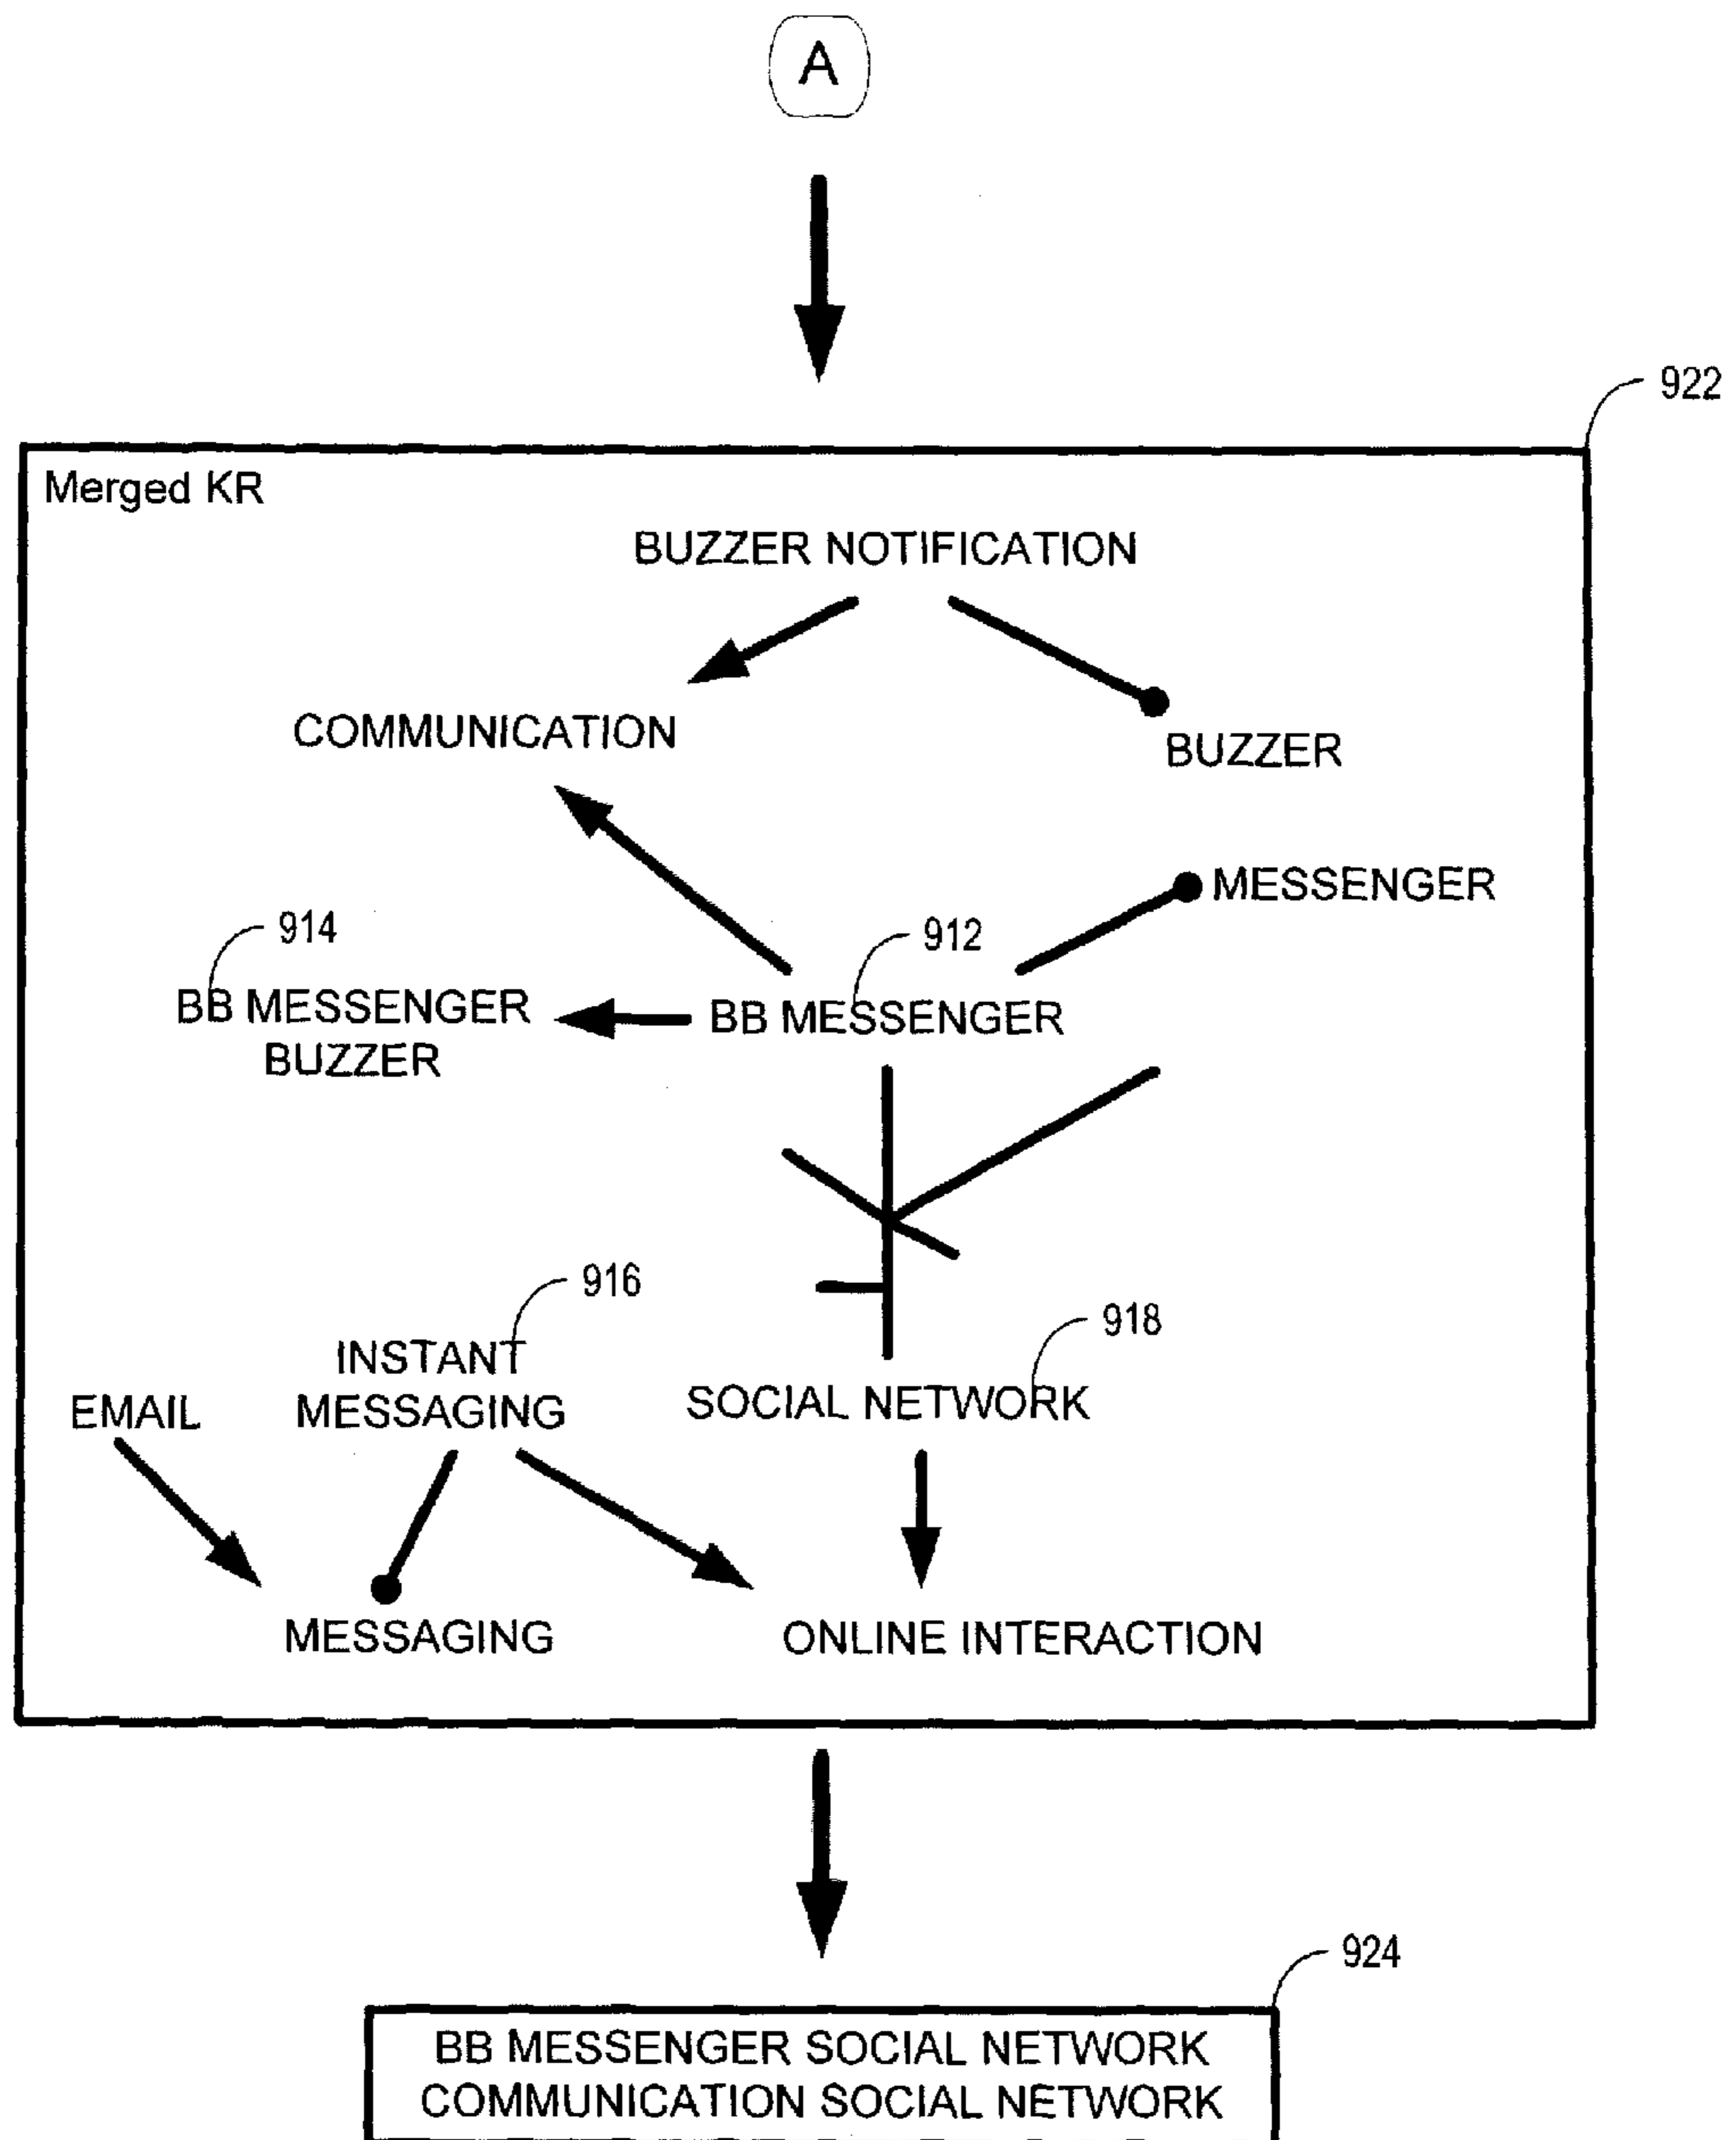 A
922
Merged KR
BUZZER NOTIFICATION
COMMUNICATION
BUZZER
MESSENGER
914
912
BB MESSENGER
BUZZER
BB MESSENGER
916
918
INSTANT
MESSAGING
EMAIL
SOCIAL NETWORK
MESSAGING
ONLINE INTERACTION
924
BB MESSENGER SOCIAL NETWORK
COMMUNICATION SOCIAL NETWORK